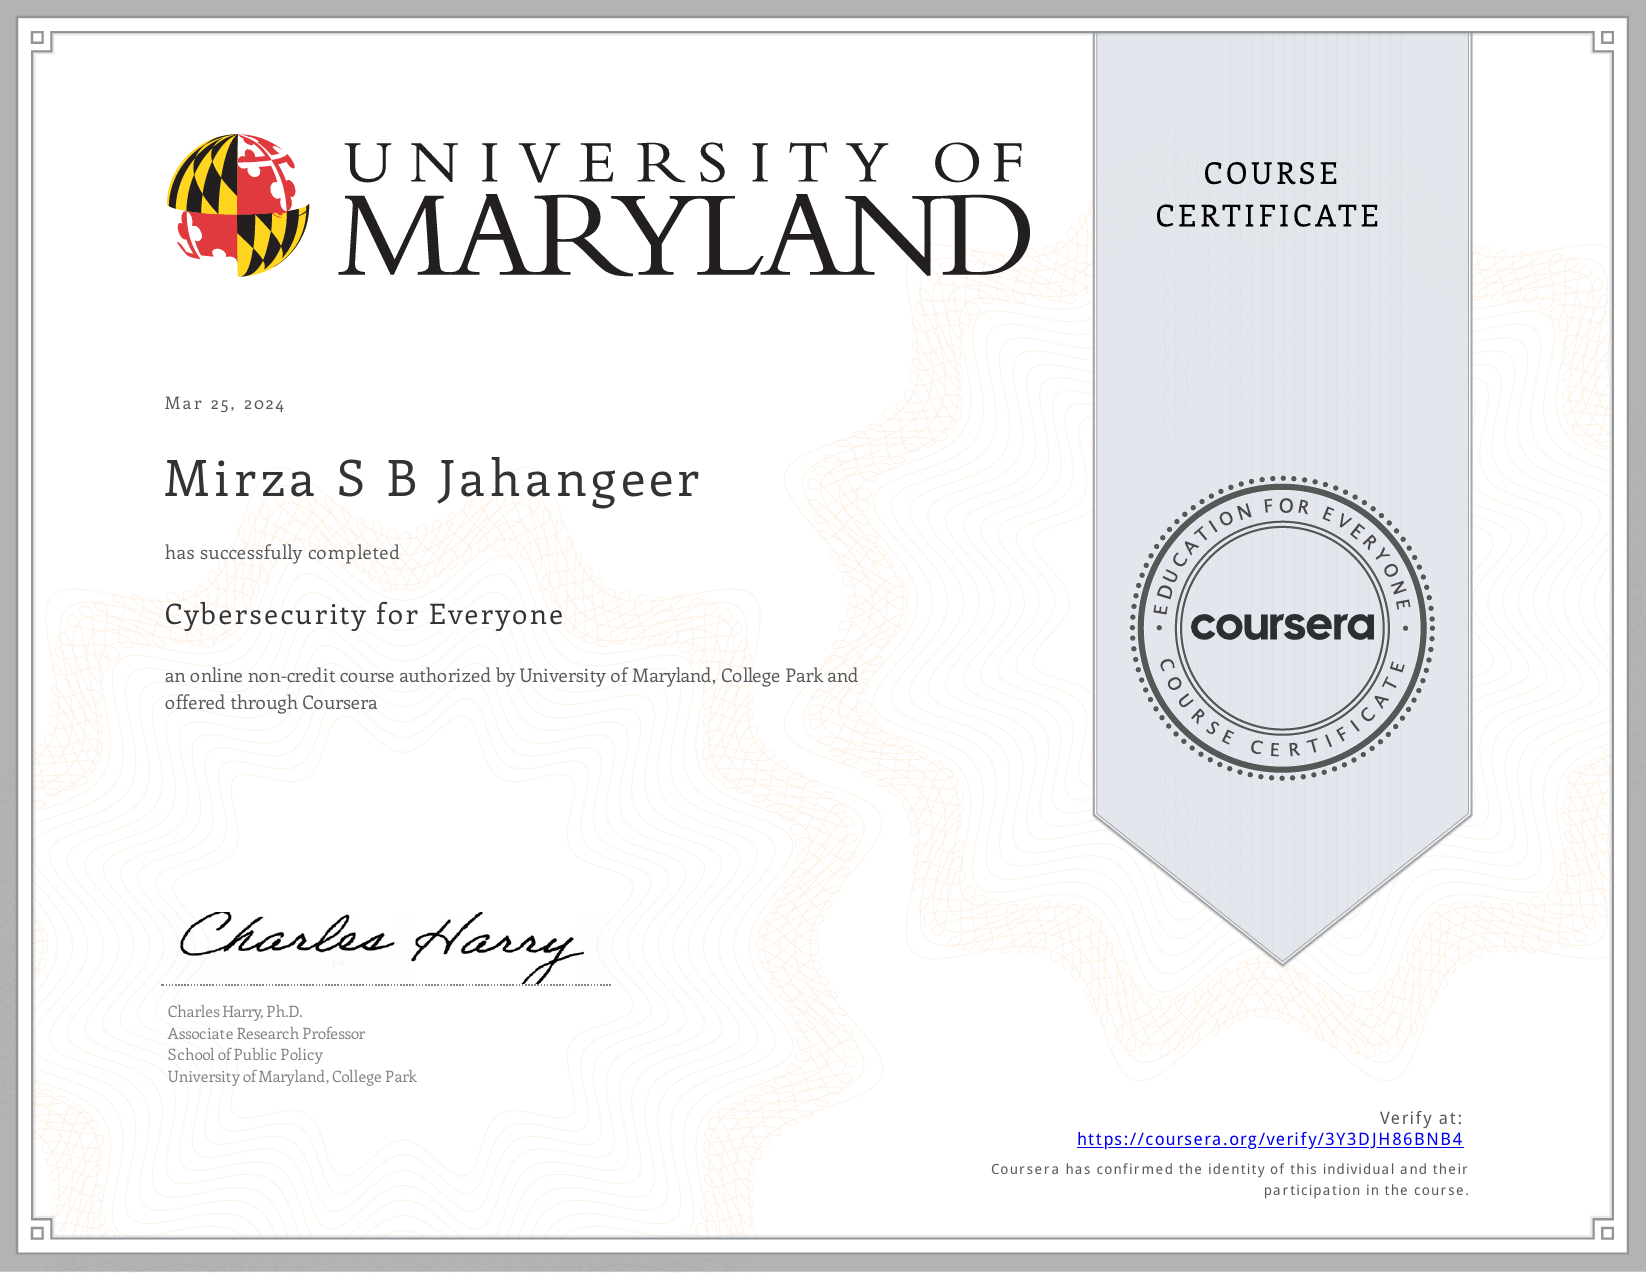 UNIVERSITY OF
MARYLAND
COURSE
CERTIFICATE
Mar 25, 2024
Mirza S B Jahangeer
has successfully completed
Cybersecurity for Everyone
an online non-credit course authorized by University of Maryland, College Park and
offered through Coursera
EDUCATION FOR EVERYONE
coursera
COURSE CERTIFICATE
Charles Harry
Charles Harry, Ph.D.
Associate Research Professor
School of Public Policy
University of Maryland, College Park
Verify at:
https://coursera.org/verify/3Y3DJH86BNB4
Coursera has confirmed the identity of this individual and their
participation in the course.